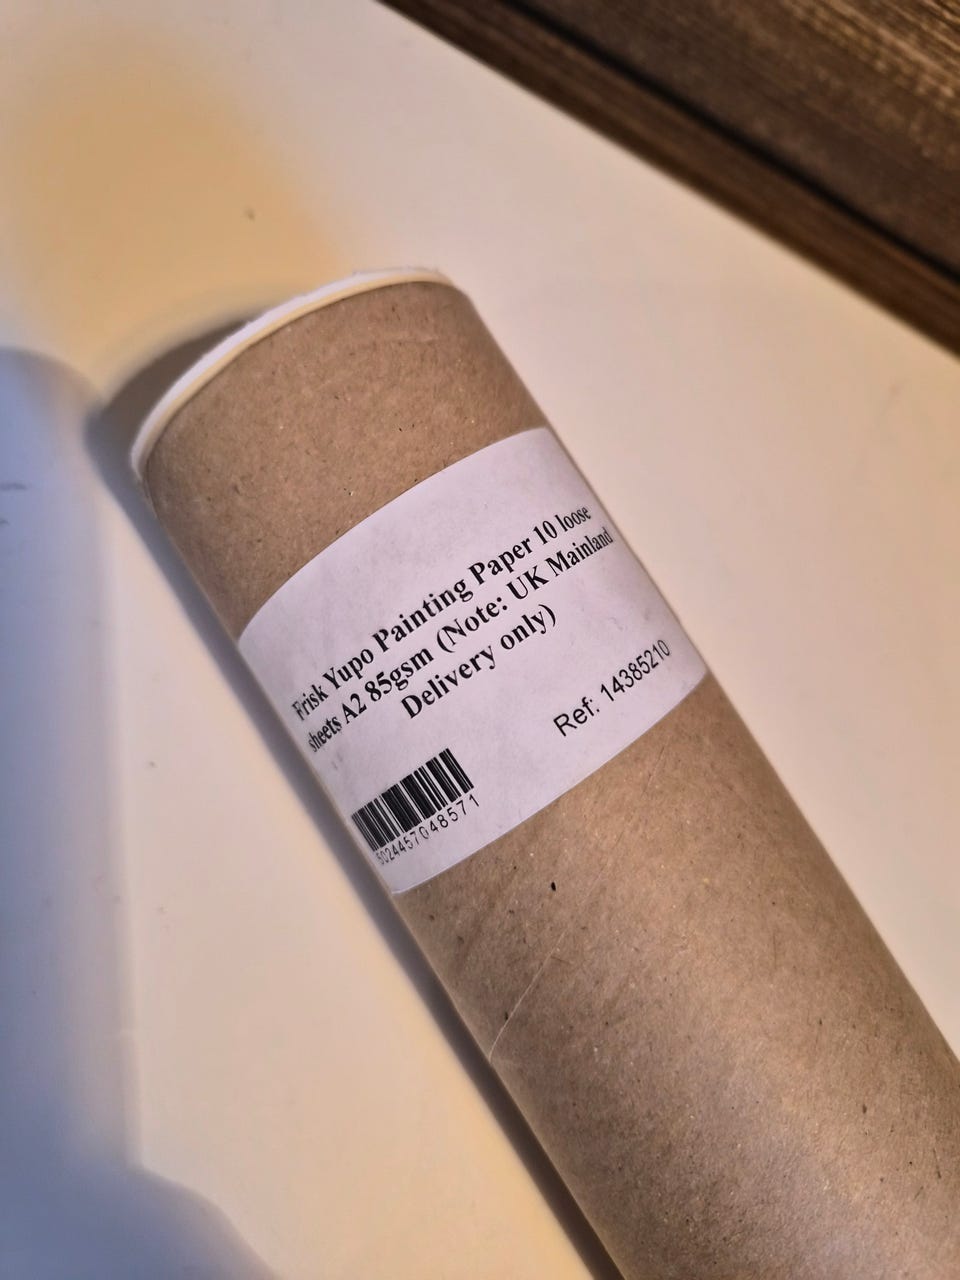 Frisk Yupo Painting Paper 10 loose
sheets A2 85gsm (Note: UK Mainland
Delivery only)
Ref: 14385210
5024457048571